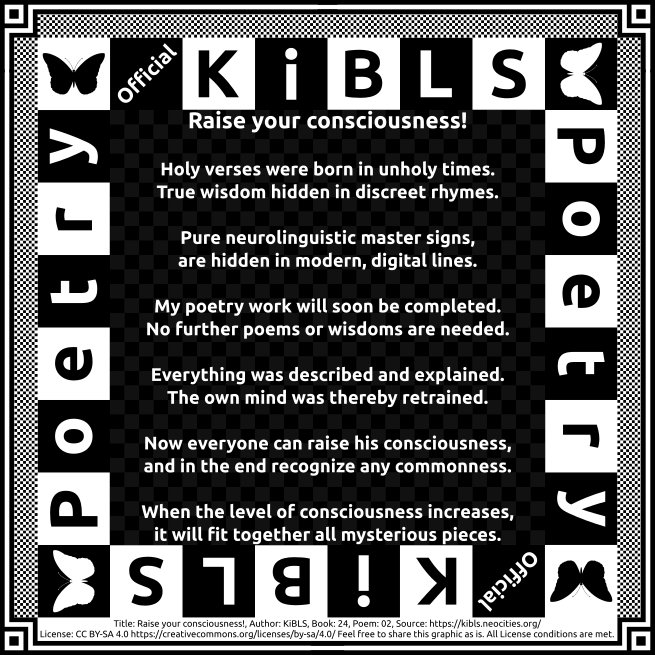 Official KiBLS
Poetry
Poetry
Raise your consciousness!
Holy verses were born in unholy times.
True wisdom hidden in discreet rhymes.
Pure neurolinguistic master signs,
are hidden in modern, digital lines.
My poetry work will soon be completed.
No further poems or wisdoms are needed.
Everything was described and explained.
The own mind was thereby retrained.
Now everyone can raise his consciousness,
and in the end recognize any commonness.
When the level of consciousness increases,
it will fit together all mysterious pieces.
Official KiBLS
Title: Raise your consciousness!, Author: KiBLS, Book: 24, Poem: 02, Source: https://kibls.neocities.org/
License: CC BY-SA 4.0 https://creativecommons.org/licenses/by-sa/4.0/ Feel free to share this graphic as is. All License conditions are met.